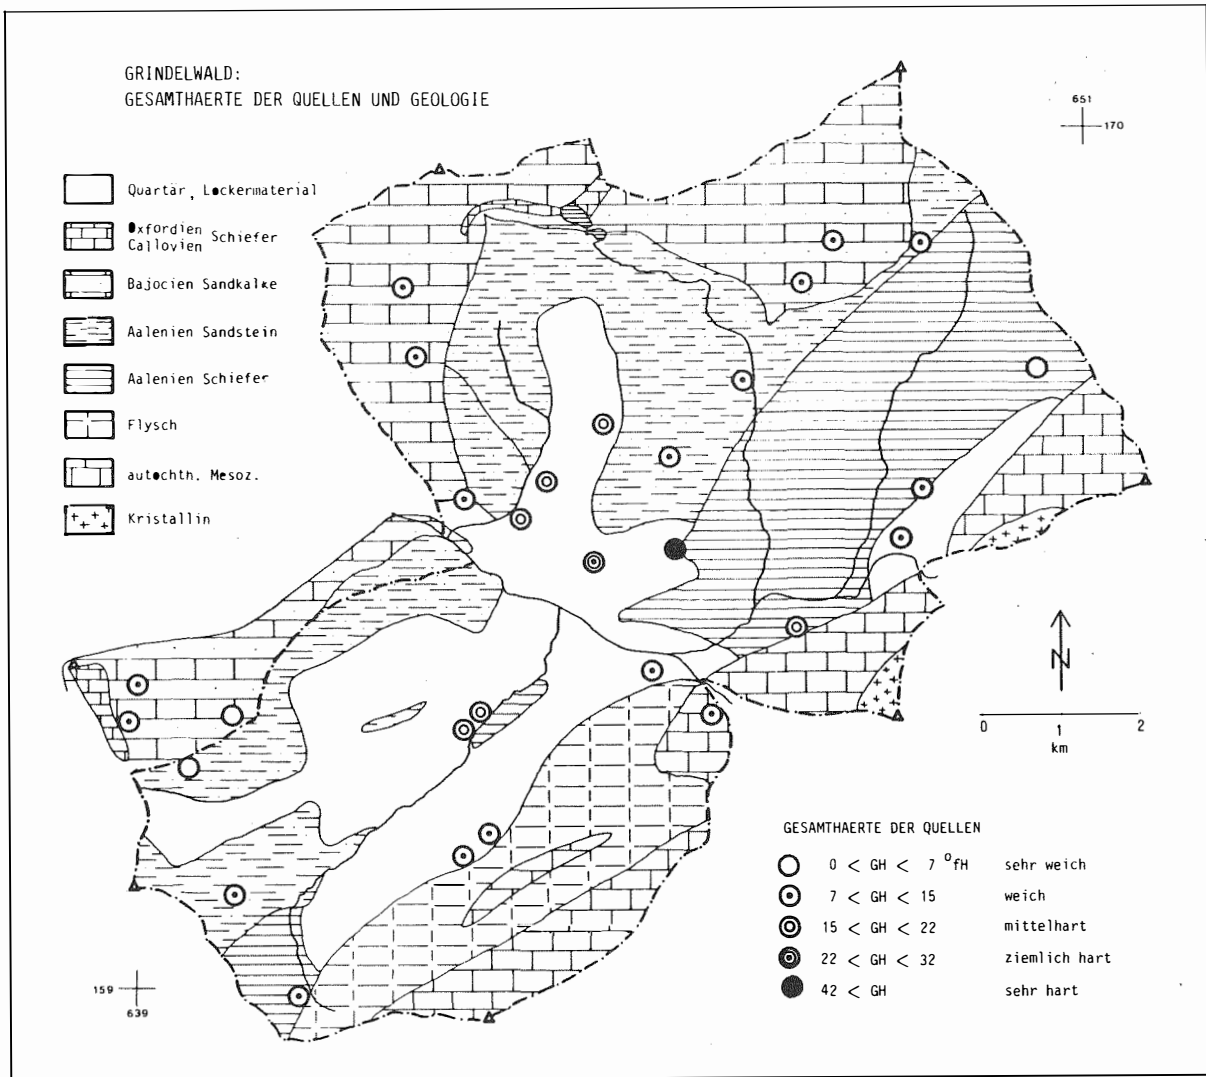 GRINDELWALD:
GESAMTHAERTE DER QUELLEN UND GEOLOGIE
651
170
Quartär, Lockermaterial
Oxfordien
Callovien Schiefer
Bajocien Sandkalke
Aalenien Sandstein
Aalenien Schiefer
Flysch
autochth. Mesoz.
Kristallin
N
0 1 2
km
GESAMTHAERTE DER QUELLEN
0 < GH < 7 °fH sehr weich
7 < GH < 15 weich
15 < GH < 22 mittelhart
22 < GH < 32 ziemlich hart
42 < GH sehr hart
159
639